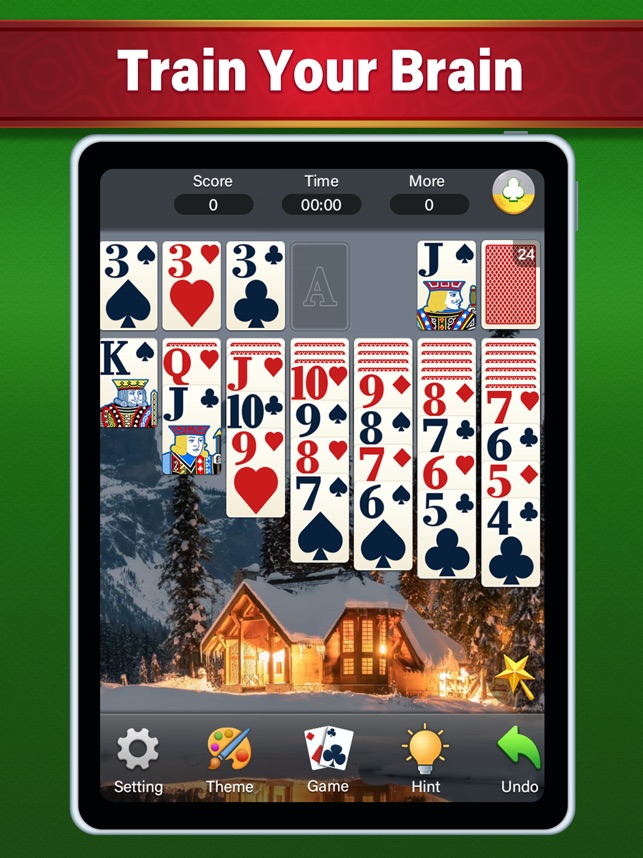 Train Your Brain
Score Time More
0 00:00 0
3 3 3 A J 24
K Q J 10 9 8 7
J 10 9 8 7 6
9 8 7 6 5
7 6 5 4
Setting Theme Game Hint Undo